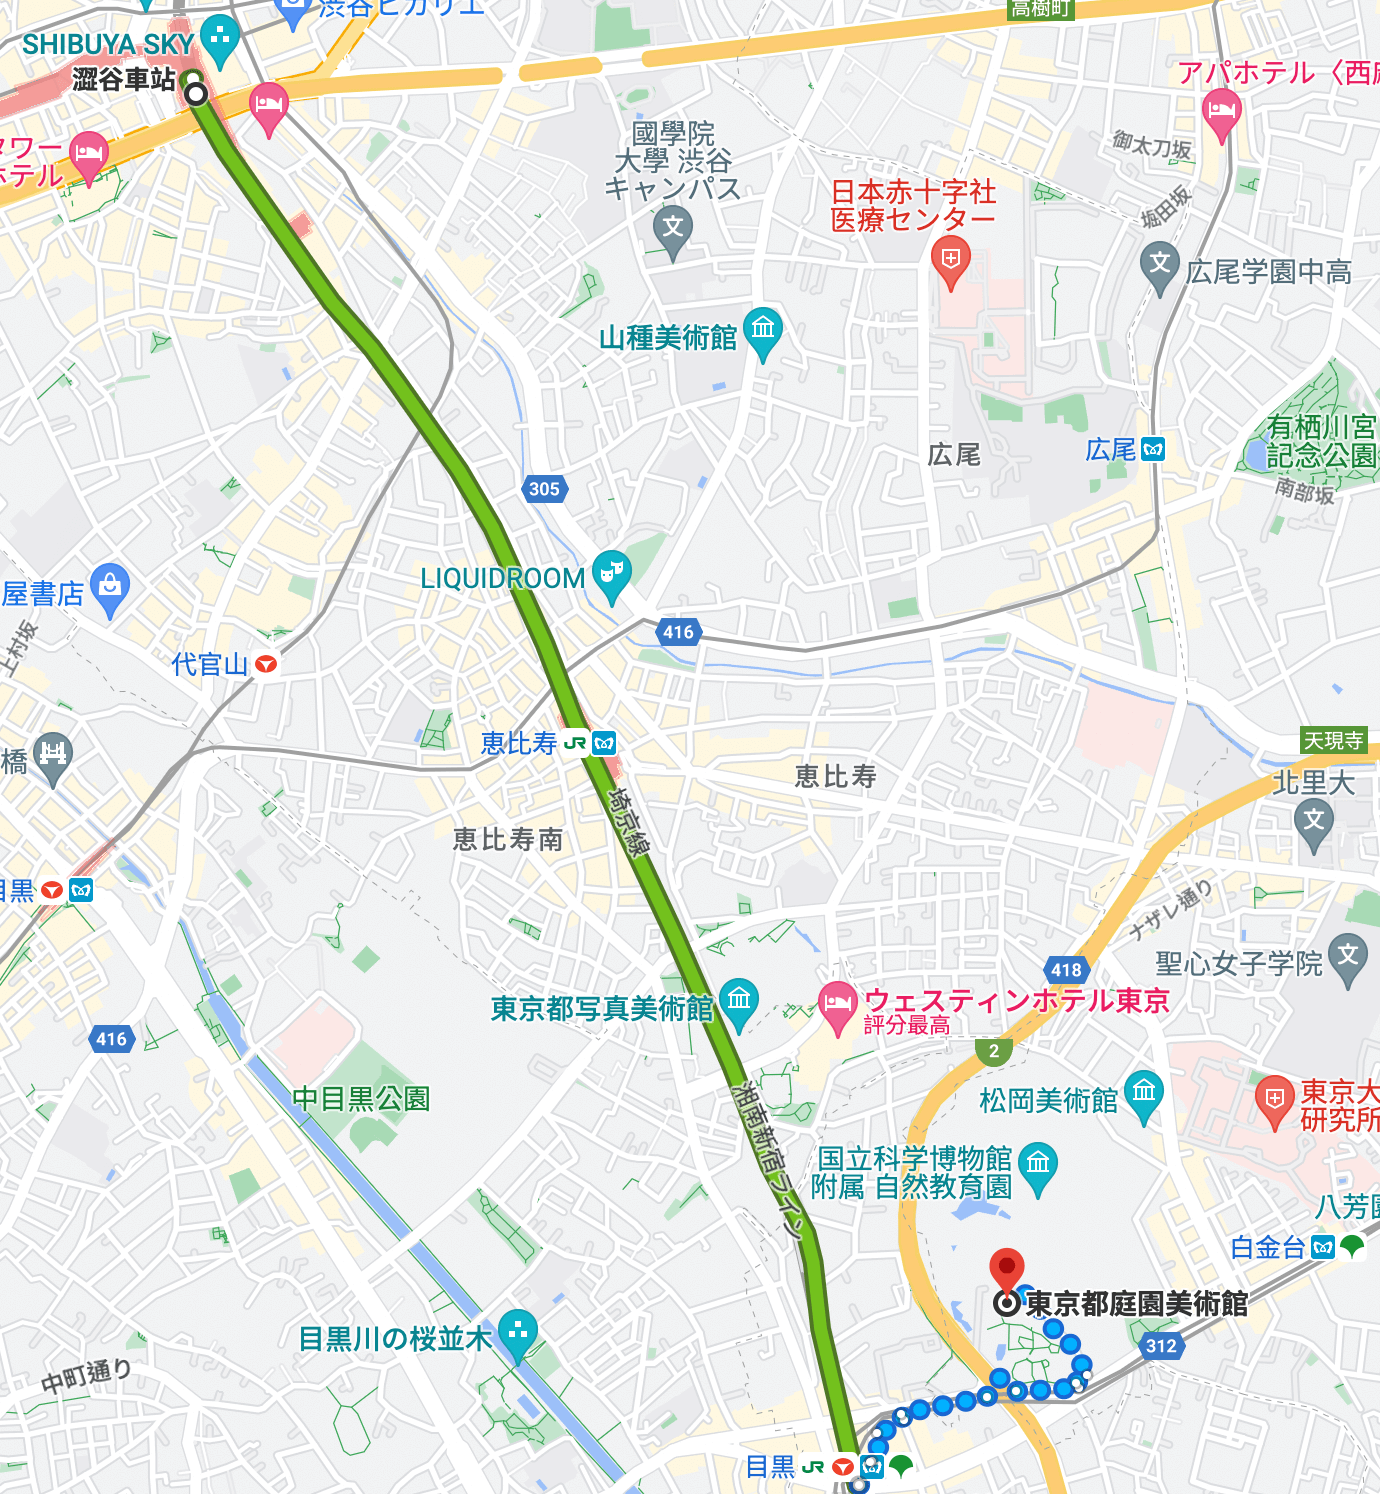 渋谷ヒカリエ
高樹町
SHIBUYA SKY
澀谷車站
アパホテル〈西
タワー
ホテル
國學院
大學 渋谷
キャンパス
御太刀坂
日本赤十字社
医療センター
堀田坂
広尾学園中高
山種美術館
有栖川宮
記念公園
広尾
広尾
南部坂
305
LIQUIDROOM
屋書店
上村坂
416
代官山
恵比寿
JR
天現寺
橋
恵比寿
北里大
埼京線
恵比寿南
目黒
ナザレ通り
聖心女子学院
418
東京都写真美術館
ウェスティンホテル東京
評分最高
416
2
中目黒公園
松岡美術館
東京大
研究所
湘南新宿ライン
国立科学博物館
附属 自然教育園
八芳園
白金台
東京都庭園美術館
目黒川の桜並木
312
中町通り
目黒
JR